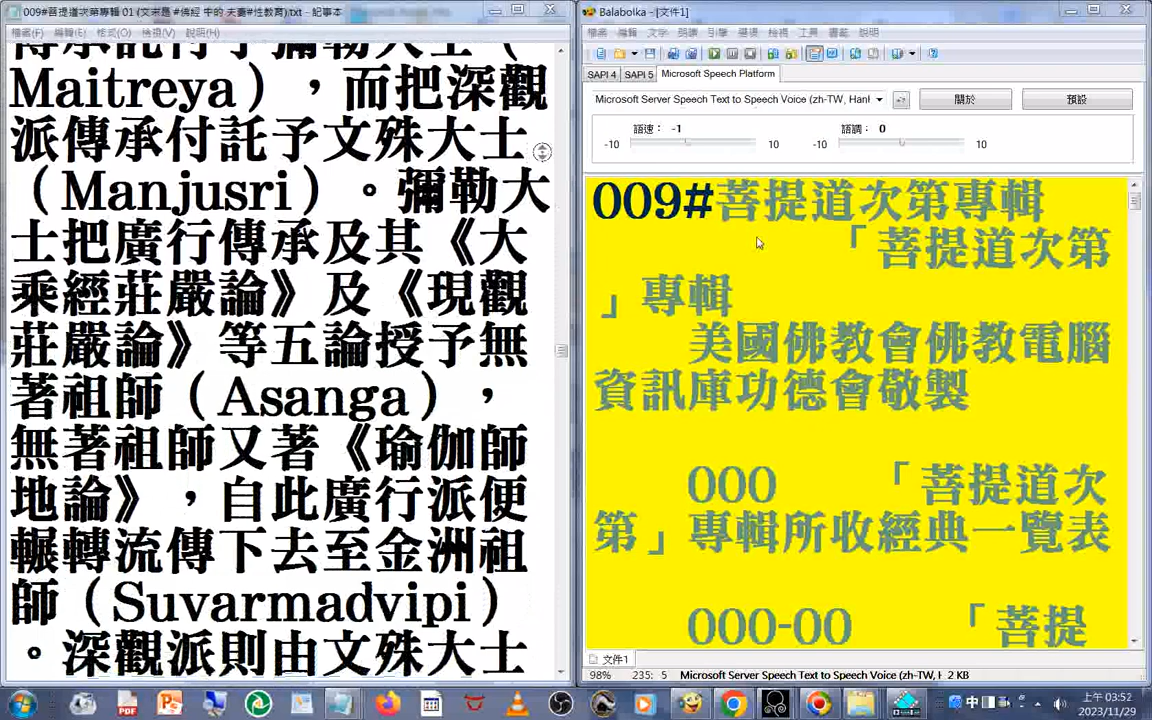 009#菩提道次第專輯 01 (文末是 #佛經 中的 夫妻#性教育).txt - 記事本
檔案(F) 編輯(E) 格式(O) 檢視(V) 說明(H)
傳承託付予彌勒大士（
Maitreya），而把深觀
派傳承付託予文殊大士
（Manjusri）。彌勒大
士把廣行傳承及其《大
乘經莊嚴論》及《現觀
莊嚴論》等五論授予無
著祖師（Asanga），
無著祖師又著《瑜伽師
地論》，自此廣行派便
輾轉流傳下去至金洲祖
師（Suvarmadvipi）
。深觀派則由文殊大士
Balabolka - [文件1]
檔案 編輯 文字 朗讀 引擎 選項 檢視 工具 書籤 說明
SAPI 4 SAPI 5 Microsoft Speech Platform
Microsoft Server Speech Text to Speech Voice (zh-TW, Hanl
關於 預設
語速： -1 語調： 0
-10 10 -10 10
009#菩提道次第專輯
「菩提道次第
」專輯
美國佛教會佛教電腦
資訊庫功德會敬製
000 「菩提道次
第」專輯所收經典一覽表
000-00 「菩提
文件1
98% 235: 5 Microsoft Server Speech Text to Speech Voice (zh-TW, H 2 KB
中
上午 03:52
2023/11/29